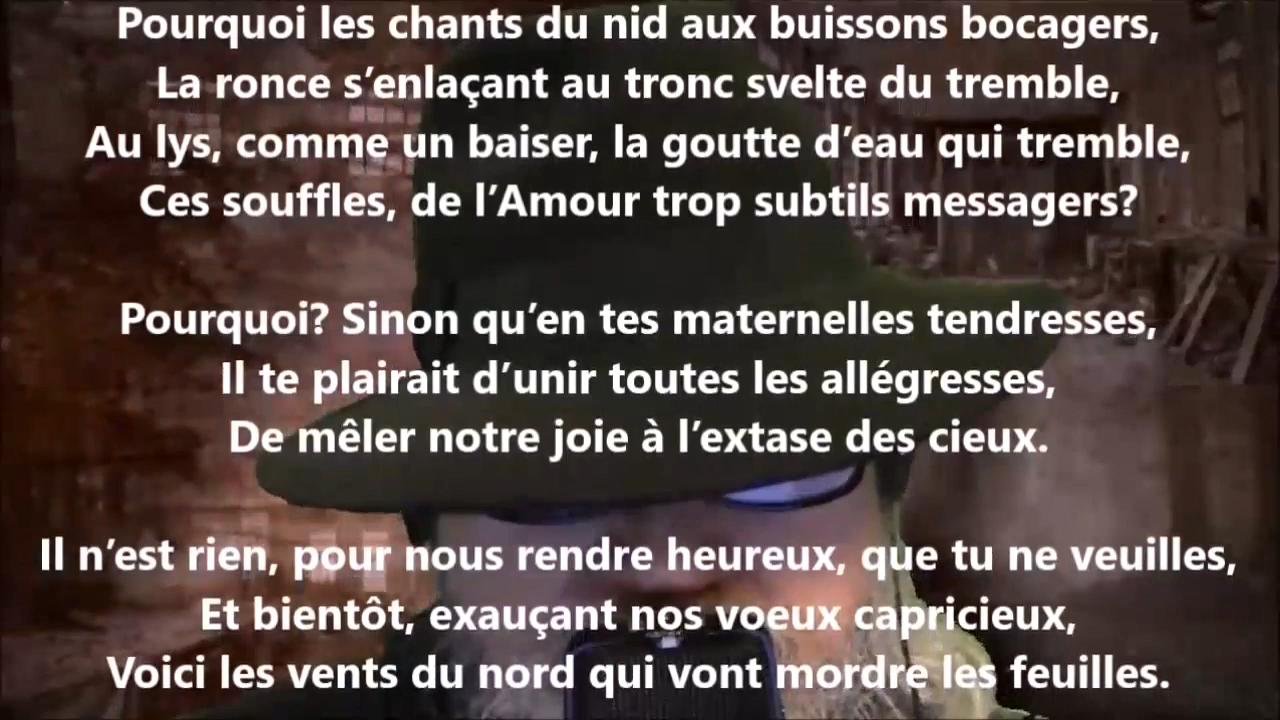 Pourquoi les chants du nid aux buissons bocagers,
La ronce s’enlaçant au tronc svelte du tremble,
Au lys, comme un baiser, la goutte d’eau qui tremble,
Ces souffles, de l’Amour trop subtils messagers?
Pourquoi? Sinon qu’en tes maternelles tendresses,
Il te plairait d’unir toutes les allégresses,
De mêler notre joie à l’extase des cieux.
Il n’est rien, pour nous rendre heureux, que tu ne veuilles,
Et bientôt, exauçant nos voeux capricieux,
Voici les vents du nord qui vont mordre les feuilles.